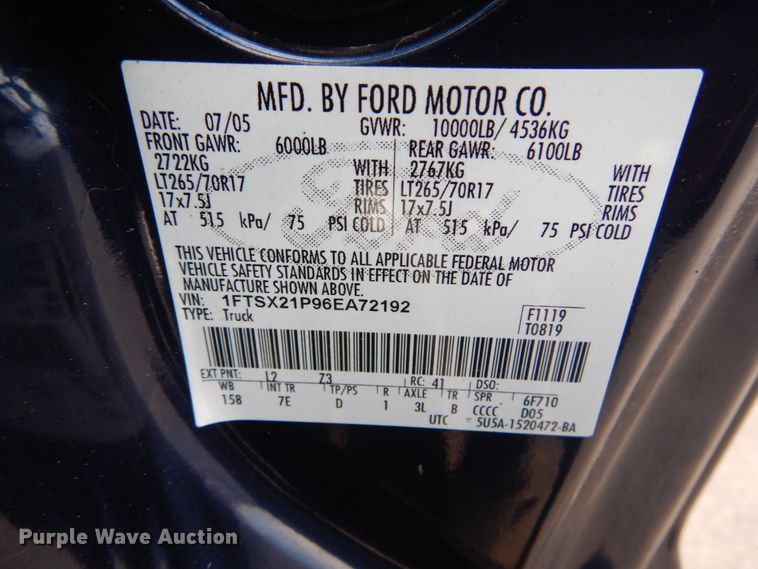 MFD. BY FORD MOTOR CO.
DATE: 07/05 GVWR: 10000LB/ 4536KG
FRONT GAWR: 6000LB REAR GAWR: 6100LB
2722KG WITH 2767KG WITH
LT265/70R17 TIRES LT265/70R17 TIRES
17x7.5J RIMS 17x7.5J RIMS
AT 515 kPa/ 75 PSI COLD AT 515 kPa/ 75 PSI COLD
THIS VEHICLE CONFORMS TO ALL APPLICABLE FEDERAL MOTOR
VEHICLE SAFETY STANDARDS IN EFFECT ON THE DATE OF
MANUFACTURE SHOWN ABOVE.
VIN: 1FTSX21P96EA72192 F1119
TYPE: Truck T0819
EXT PNT: L2 Z3 RC: 41 DSO:
WB INT TR TP/PS R AXLE TR SPR 6F710
158 7E D 1 3L B CCCC D05
UTC 5U5A-1520472-BA
Ford
Purple Wave Auction